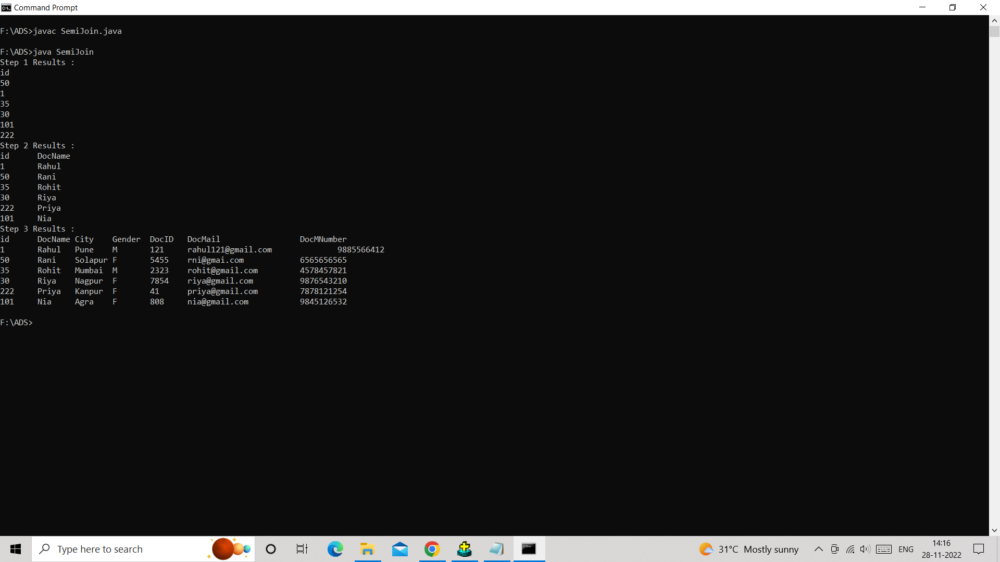 Command Prompt
F:\ADS>javac SemiJoin.java
F:\ADS>java SemiJoin
Step 1 Results :
id
50
1
35
30
101
222
Step 2 Results :
id DocName
1 Rahul
50 Rani
35 Rohit
30 Riya
222 Priya
101 Nia
Step 3 Results :
id DocName City Gender DocID DocMail DocMNumber
1 Rahul Pune M 121 rahul121@gmail.com 9885566412
50 Rani Solapur F 5455 rni@gmai.com 6565656565
35 Rohit Mumbai M 2323 rohit@gmail.com 4578457821
30 Riya Nagpur F 7854 riya@gmail.com 9876543210
222 Priya Kanpur F 41 priya@gmail.com 7878121254
101 Nia Agra F 808 nia@gmail.com 9845126532
F:\ADS>
Type here to search 31°C Mostly sunny ENG 14:16
28-11-2022